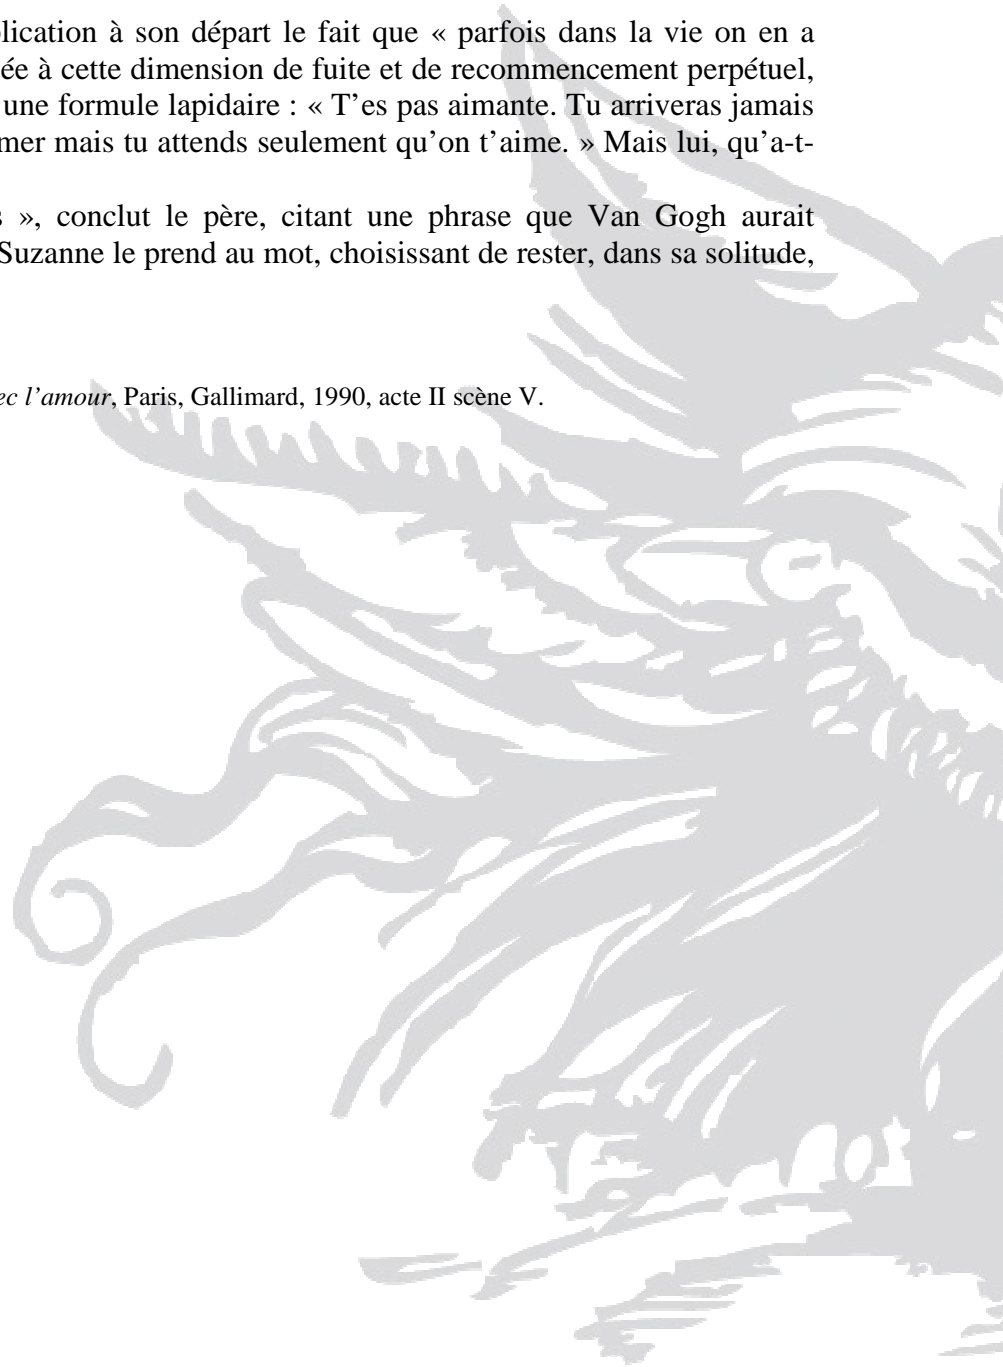 lication à son départ le fait que « parfois dans la vie on en a
ée à cette dimension de fuite et de recommencement perpétuel,
une formule lapidaire : « T’es pas aimante. Tu arriveras jamais
mer mais tu attends seulement qu’on t’aime. » Mais lui, qu’a-t-
s », conclut le père, citant une phrase que Van Gogh aurait
Suzanne le prend au mot, choisissant de rester, dans sa solitude,
ec l’amour, Paris, Gallimard, 1990, acte II scène V.